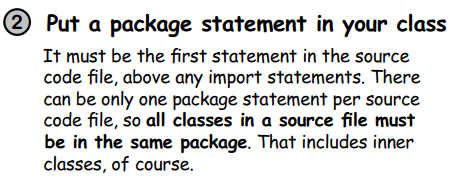 2 Put a package statement in your class
It must be the first statement in the source
code file, above any import statements. There
can be only one package statement per source
code file, so all classes in a source file must
be in the same package. That includes inner
classes, of course.